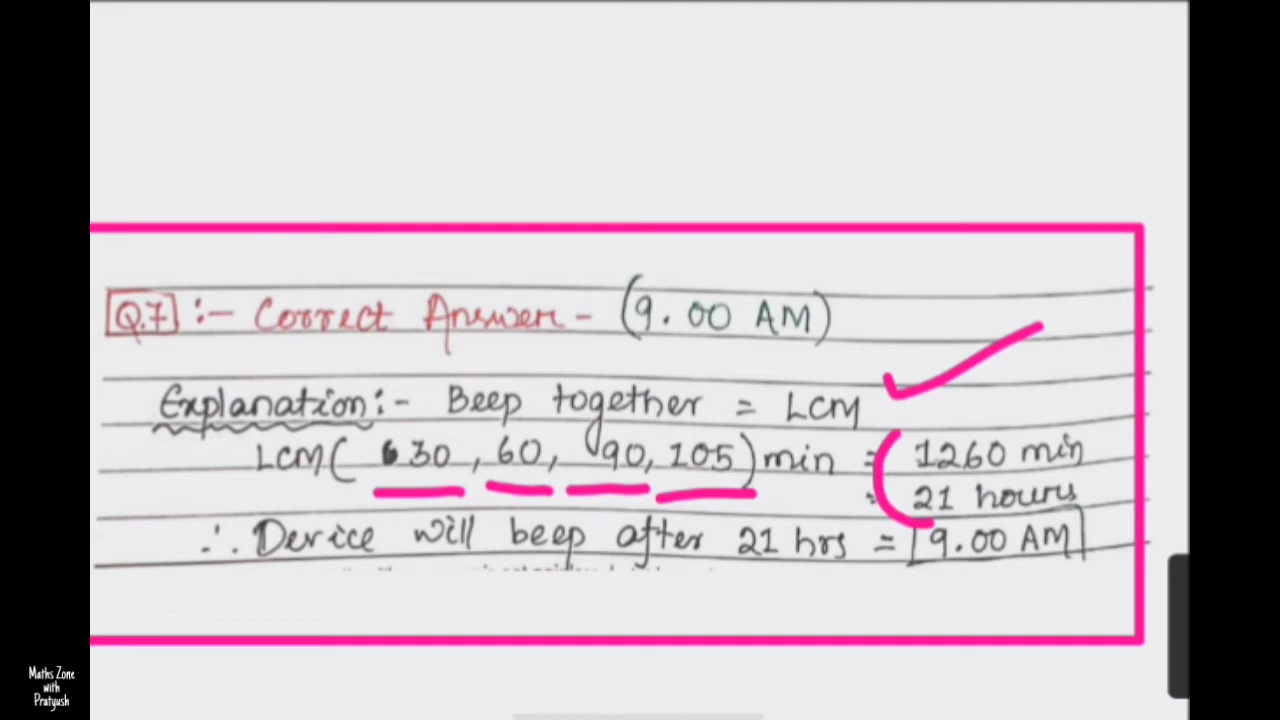 Q.7 :- Correct Answer - (9.00 AM)
Explanation:- Beep together = LCM
LCM( 30, 60, 90, 105) min = 1260 min
= 21 hours
∴ Device will beep after 21 hrs = 9.00 AM
Maths Zone
with
Pratyush